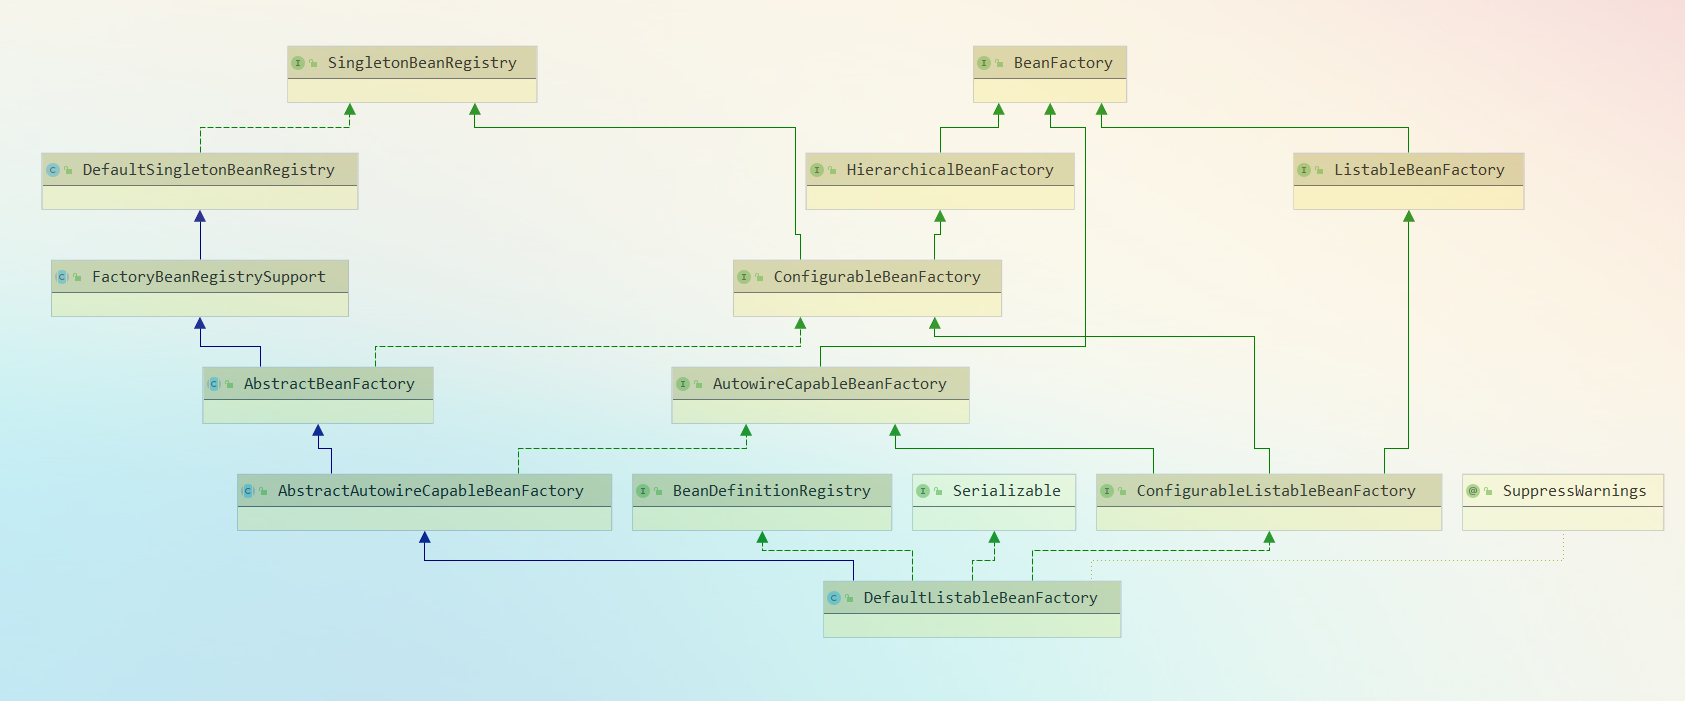 SingletonBeanRegistry
BeanFactory
DefaultSingletonBeanRegistry
HierarchicalBeanFactory
ListableBeanFactory
FactoryBeanRegistrySupport
ConfigurableBeanFactory
AbstractBeanFactory
AutowireCapableBeanFactory
AbstractAutowireCapableBeanFactory
BeanDefinitionRegistry
Serializable
ConfigurableListableBeanFactory
SuppressWarnings
DefaultListableBeanFactory